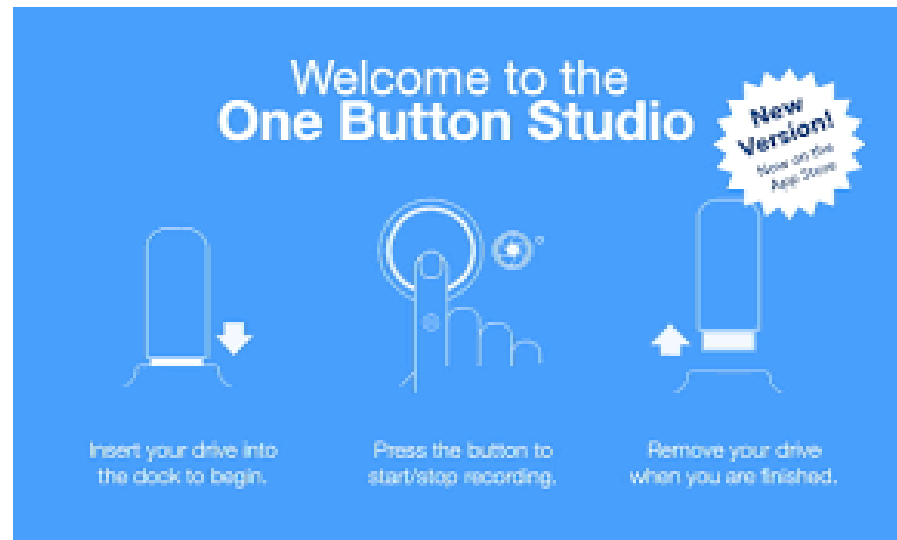 Welcome to the
One Button Studio
New
Version!
Now on the
App Store
Insert your drive into
the dock to begin.
Press the button to
start/stop recording.
Remove your drive
when you are finished.